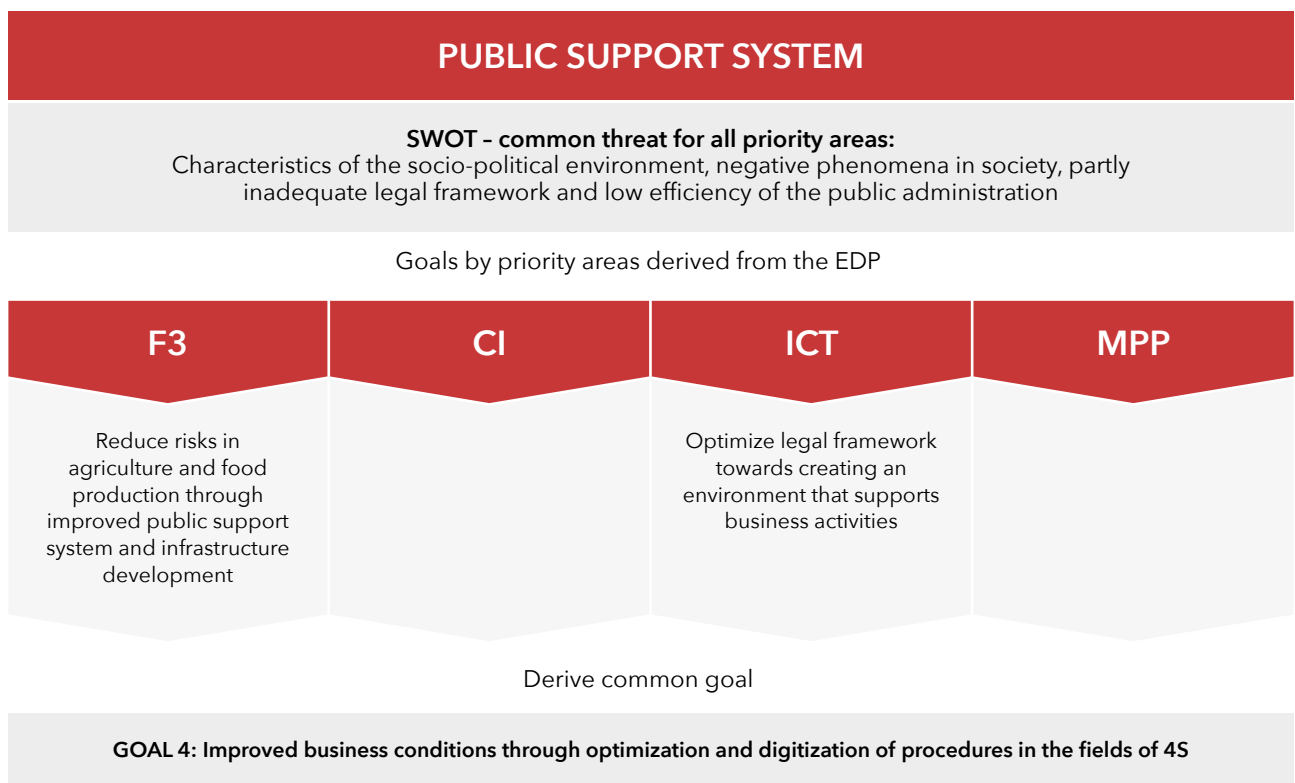 PUBLIC SUPPORT SYSTEM
SWOT – common threat for all priority areas:
Characteristics of the socio-political environment, negative phenomena in society, partly
inadequate legal framework and low efficiency of the public administration
Goals by priority areas derived from the EDP
F3
CI
ICT
MPP
Reduce risks in
agriculture and food
production through
improved public support
system and infrastructure
development
Optimize legal framework
towards creating an
environment that supports
business activities
Derive common goal
GOAL 4: Improved business conditions through optimization and digitization of procedures in the fields of 4S